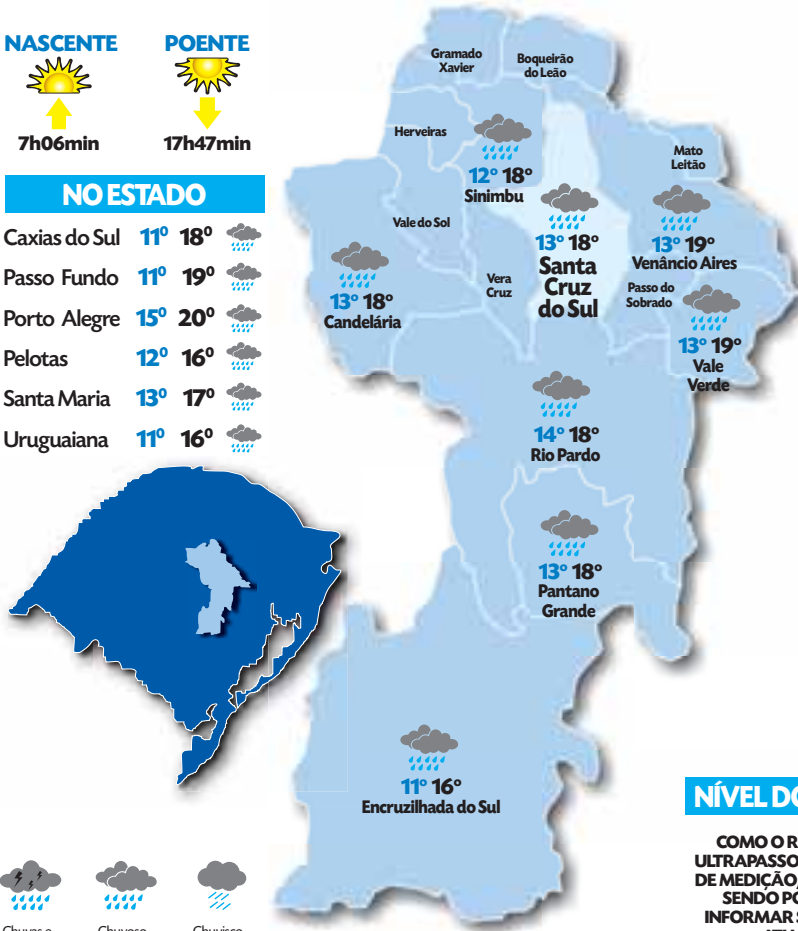 NASCENTE
POENTE
7h06min
17h47min
NO ESTADO
Caxias do Sul 11º 18º
Passo Fundo 11º 19º
Porto Alegre 15º 20º
Pelotas 12º 16º
Santa Maria 13º 17º
Uruguaiana 11º 16º
Gramado
Xavier
Boqueirão
do Leão
Herveiras
12º 18º
Sinimbu
Mato
Leitão
Vale do Sol
13º 18º
Santa
Cruz
do Sul
13º 19º
Venâncio Aires
13º 18º
Candelária
Vera
Cruz
Passo do
Sobrado
13º 19º
Vale
Verde
14º 18º
Rio Pardo
13º 18º
Pantano
Grande
11º 16º
Encruzilhada do Sul
Chuvas e
Chuvoso
Chuvisco
NÍVEL DO
COMO O R
ULTRAPASSO
DE MEDIÇÃO,
SENDO PO
INFORMAR S